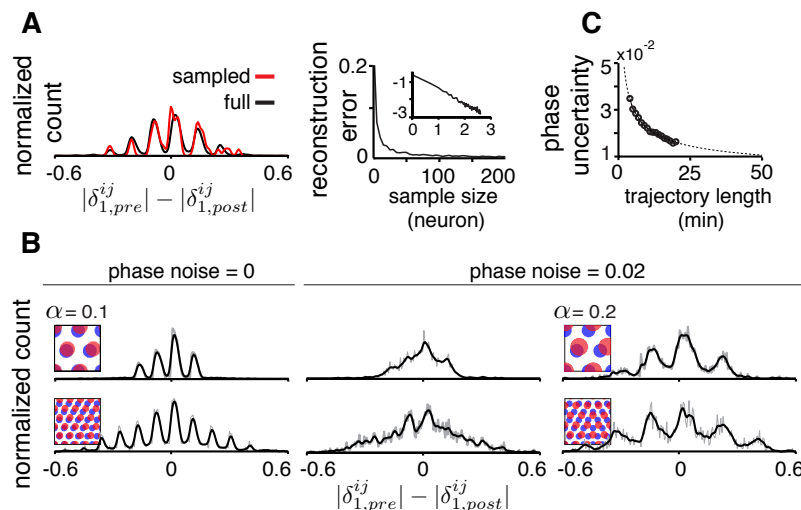 A
normalized
count
sampled
full
-0.6
0
0.6
|δ^{ij}_{1,pre}| − |δ^{ij}_{1,post}|
reconstruction
error
0.2
0
-1
-3
0
1
2
3
0
100
200
sample size
(neuron)
C
x10^{-2}
phase
uncertainty
5
3
1
0
25
50
trajectory length
(min)
B
phase noise = 0
phase noise = 0.02
normalized count
α = 0.1
α = 0.2
-0.6
0
0.6
-0.6
0
0.6
-0.6
0
0.6
|δ^{ij}_{1,pre}| − |δ^{ij}_{1,post}|